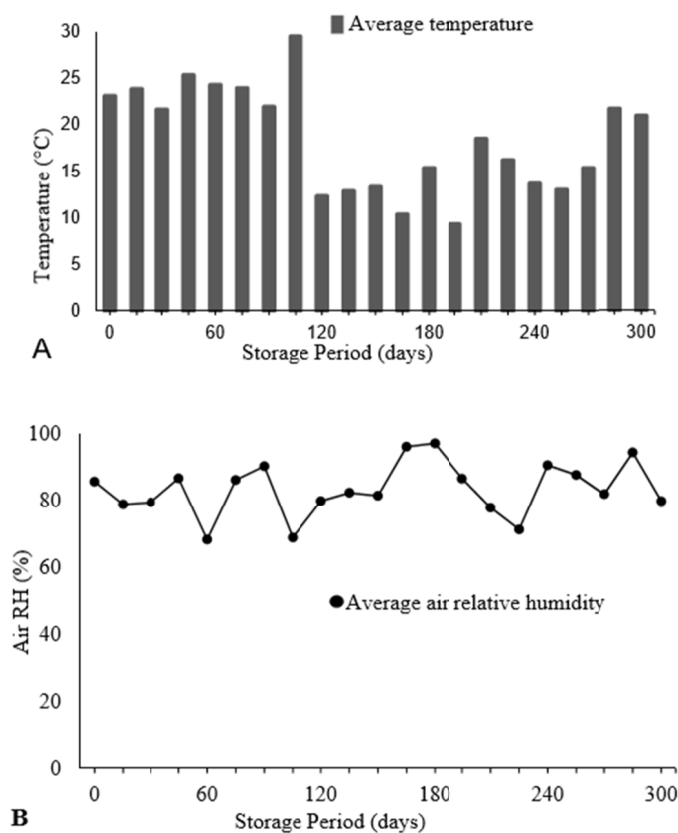 Average temperature
30
25
20
15
10
5
0
Temperature (°C)
0 60 120 180 240 300
Storage Period (days)
A
100
80
60
40
20
0
Air RH (%)
Average air relative humidity
0 60 120 180 240 300
Storage Period (days)
B